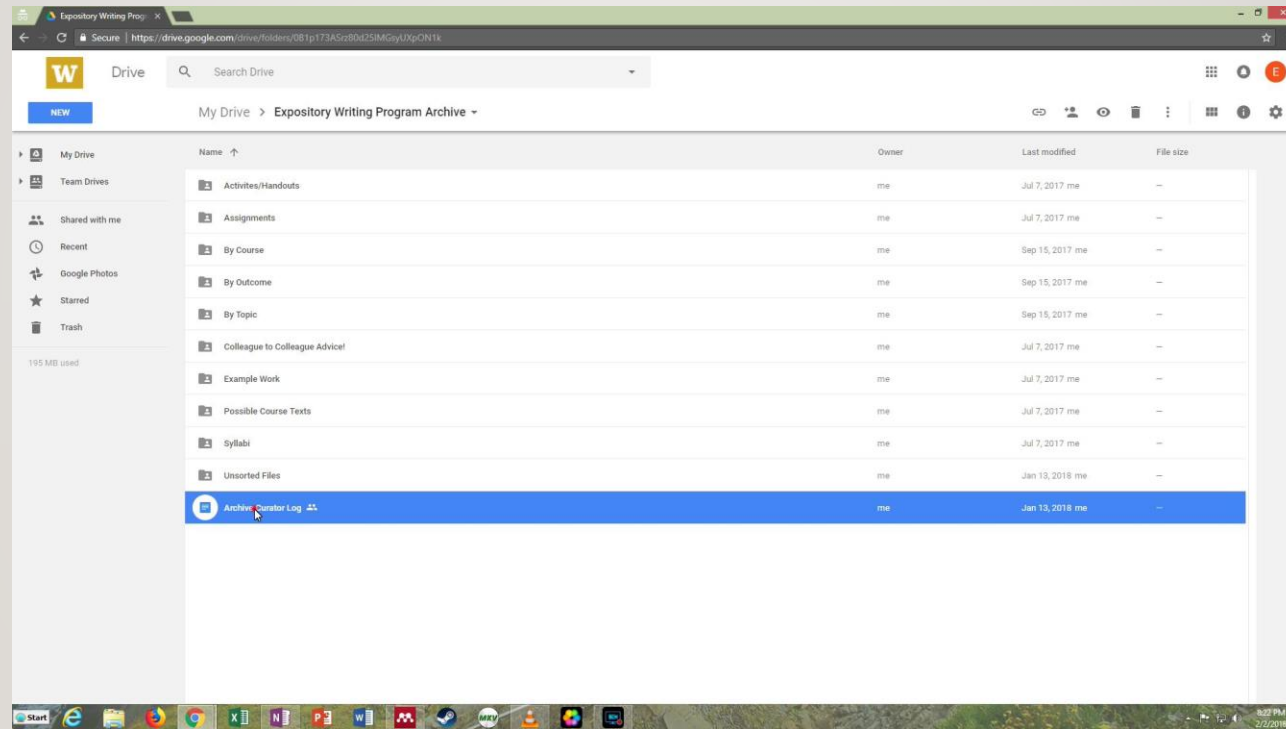 Expository Writing Prog
Secure | https://drive.google.com/drive/folders/0B1p173ASrz80d25IMGsyUXpON1k
W Drive Search Drive E
NEW My Drive > Expository Writing Program Archive
My Drive
Team Drives
Shared with me
Recent
Google Photos
Starred
Trash
195 MB used
Name Owner Last modified File size
Activites/Handouts me Jul 7, 2017 me —
Assignments me Jul 7, 2017 me —
By Course me Sep 15, 2017 me —
By Outcome me Sep 15, 2017 me —
By Topic me Sep 15, 2017 me —
Colleague to Colleague Advice! me Jul 7, 2017 me —
Example Work me Jul 7, 2017 me —
Possible Course Texts me Jul 7, 2017 me —
Syllabi me Jul 7, 2017 me —
Unsorted Files me Jan 13, 2018 me —
Archive Curator Log me Jan 13, 2018 me —
Start MKV 8:22 PM
2/2/2018